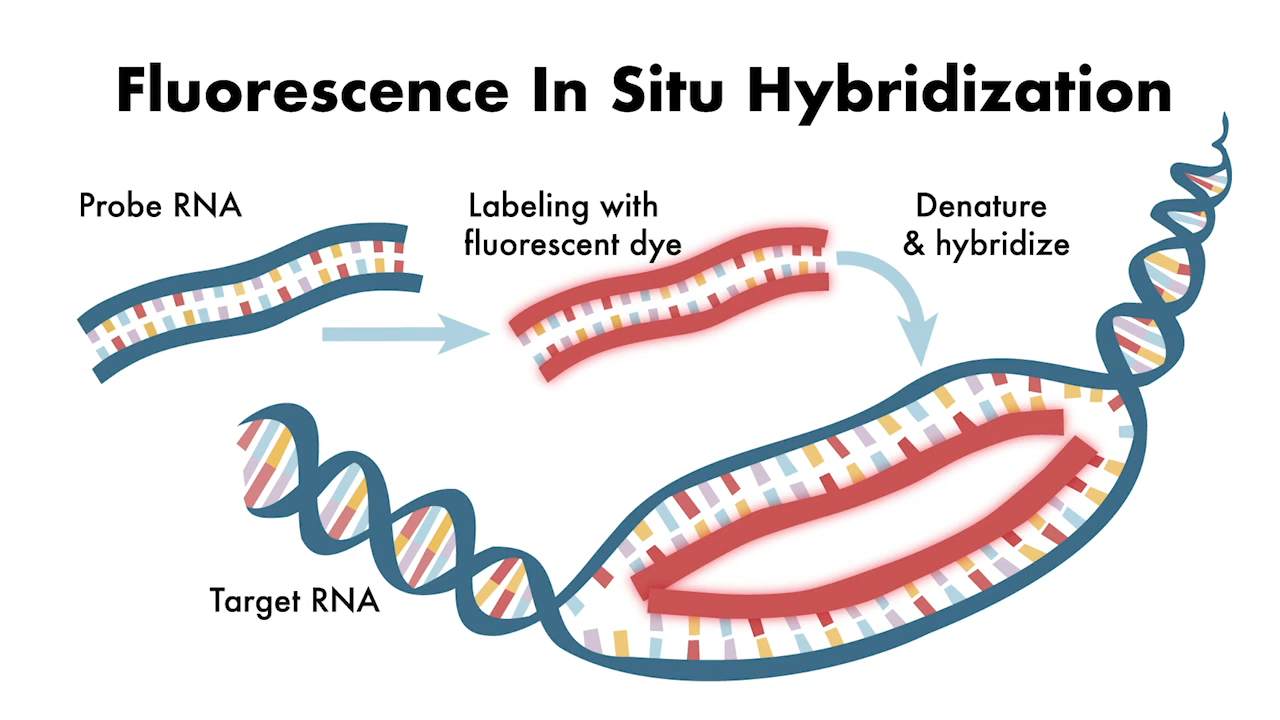 Fluorescence In Situ Hybridization
Probe RNA
Labeling with
fluorescent dye
Denature
& hybridize
Target RNA